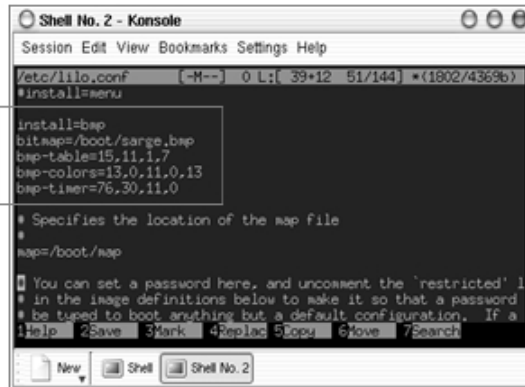 Shell No. 2 - Konsole
Session Edit View Bookmarks Settings Help
/etc/lilo.conf [-M--] 0 L:[ 39+12 51/144] *(1802/4369b)
#install=menu
install=bmp
bitmap=/boot/sarge.bmp
bmp-table=15,11,1,7
bmp-colors=13,0,11,0,13
bmp-timer=76,30,11,0
# Specifies the location of the map file
#
map=/boot/map
# You can set a password here, and uncomment the `restricted' l
# in the image definitions below to make it so that a password
# be typed to boot anything but a default configuration. If a
1Help 2Save 3Mark 4Replac 5Copy 6Move 7Search
New Shell Shell No. 2